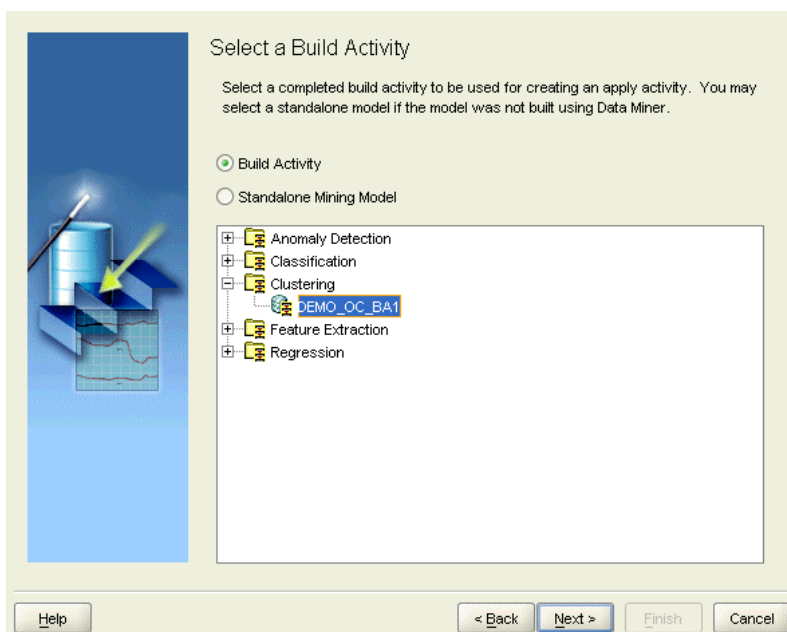 Select a Build Activity
Select a completed build activity to be used for creating an apply activity. You may
select a standalone model if the model was not built using Data Miner.
Build Activity
Standalone Mining Model
Anomaly Detection
Classification
Clustering
DEMO_OC_BA1
Feature Extraction
Regression
Help
< Back
Next >
Finish
Cancel